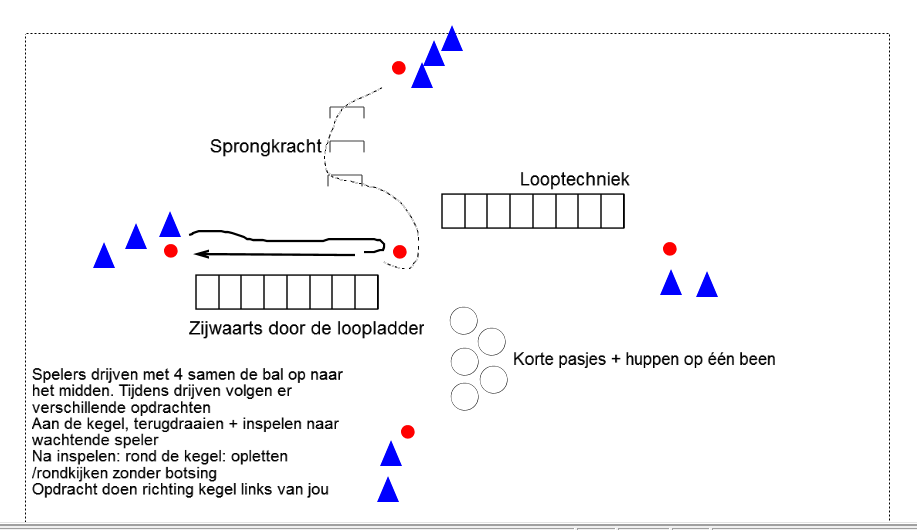 Sprongkracht
Looptechniek
Zijwaarts door de loopladder
Korte pasjes + huppen op één been
Spelers drijven met 4 samen de bal op naar
het midden. Tijdens drijven volgen er
verschillende opdrachten
Aan de kegel, terugdraaien + inspelen naar
wachtende speler
Na inspelen: rond de kegel: opletten
/rondkijken zonder botsing
Opdracht doen richting kegel links van jou